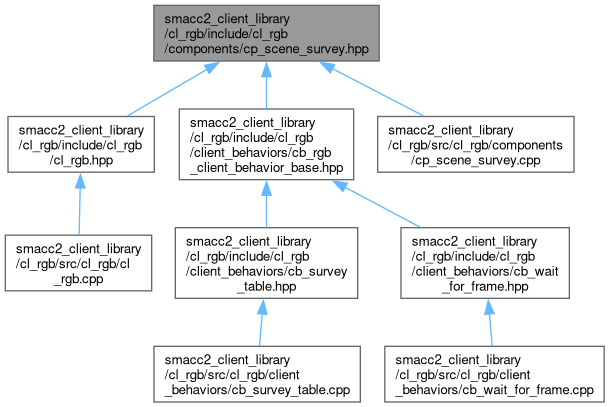 smacc2_client_library
/cl_rgb/include/cl_rgb
/components/cp_scene_survey.hpp
smacc2_client_library
/cl_rgb/include/cl_rgb
/cl_rgb.hpp
smacc2_client_library
/cl_rgb/include/cl_rgb
/client_behaviors/cb_rgb
_client_behavior_base.hpp
smacc2_client_library
/cl_rgb/src/cl_rgb/components
/cp_scene_survey.cpp
smacc2_client_library
/cl_rgb/src/cl_rgb/cl
_rgb.cpp
smacc2_client_library
/cl_rgb/include/cl_rgb
/client_behaviors/cb_survey
_table.hpp
smacc2_client_library
/cl_rgb/include/cl_rgb
/client_behaviors/cb_wait
_for_frame.hpp
smacc2_client_library
/cl_rgb/src/cl_rgb/client
_behaviors/cb_survey_table.cpp
smacc2_client_library
/cl_rgb/src/cl_rgb/client
_behaviors/cb_wait_for_frame.cpp